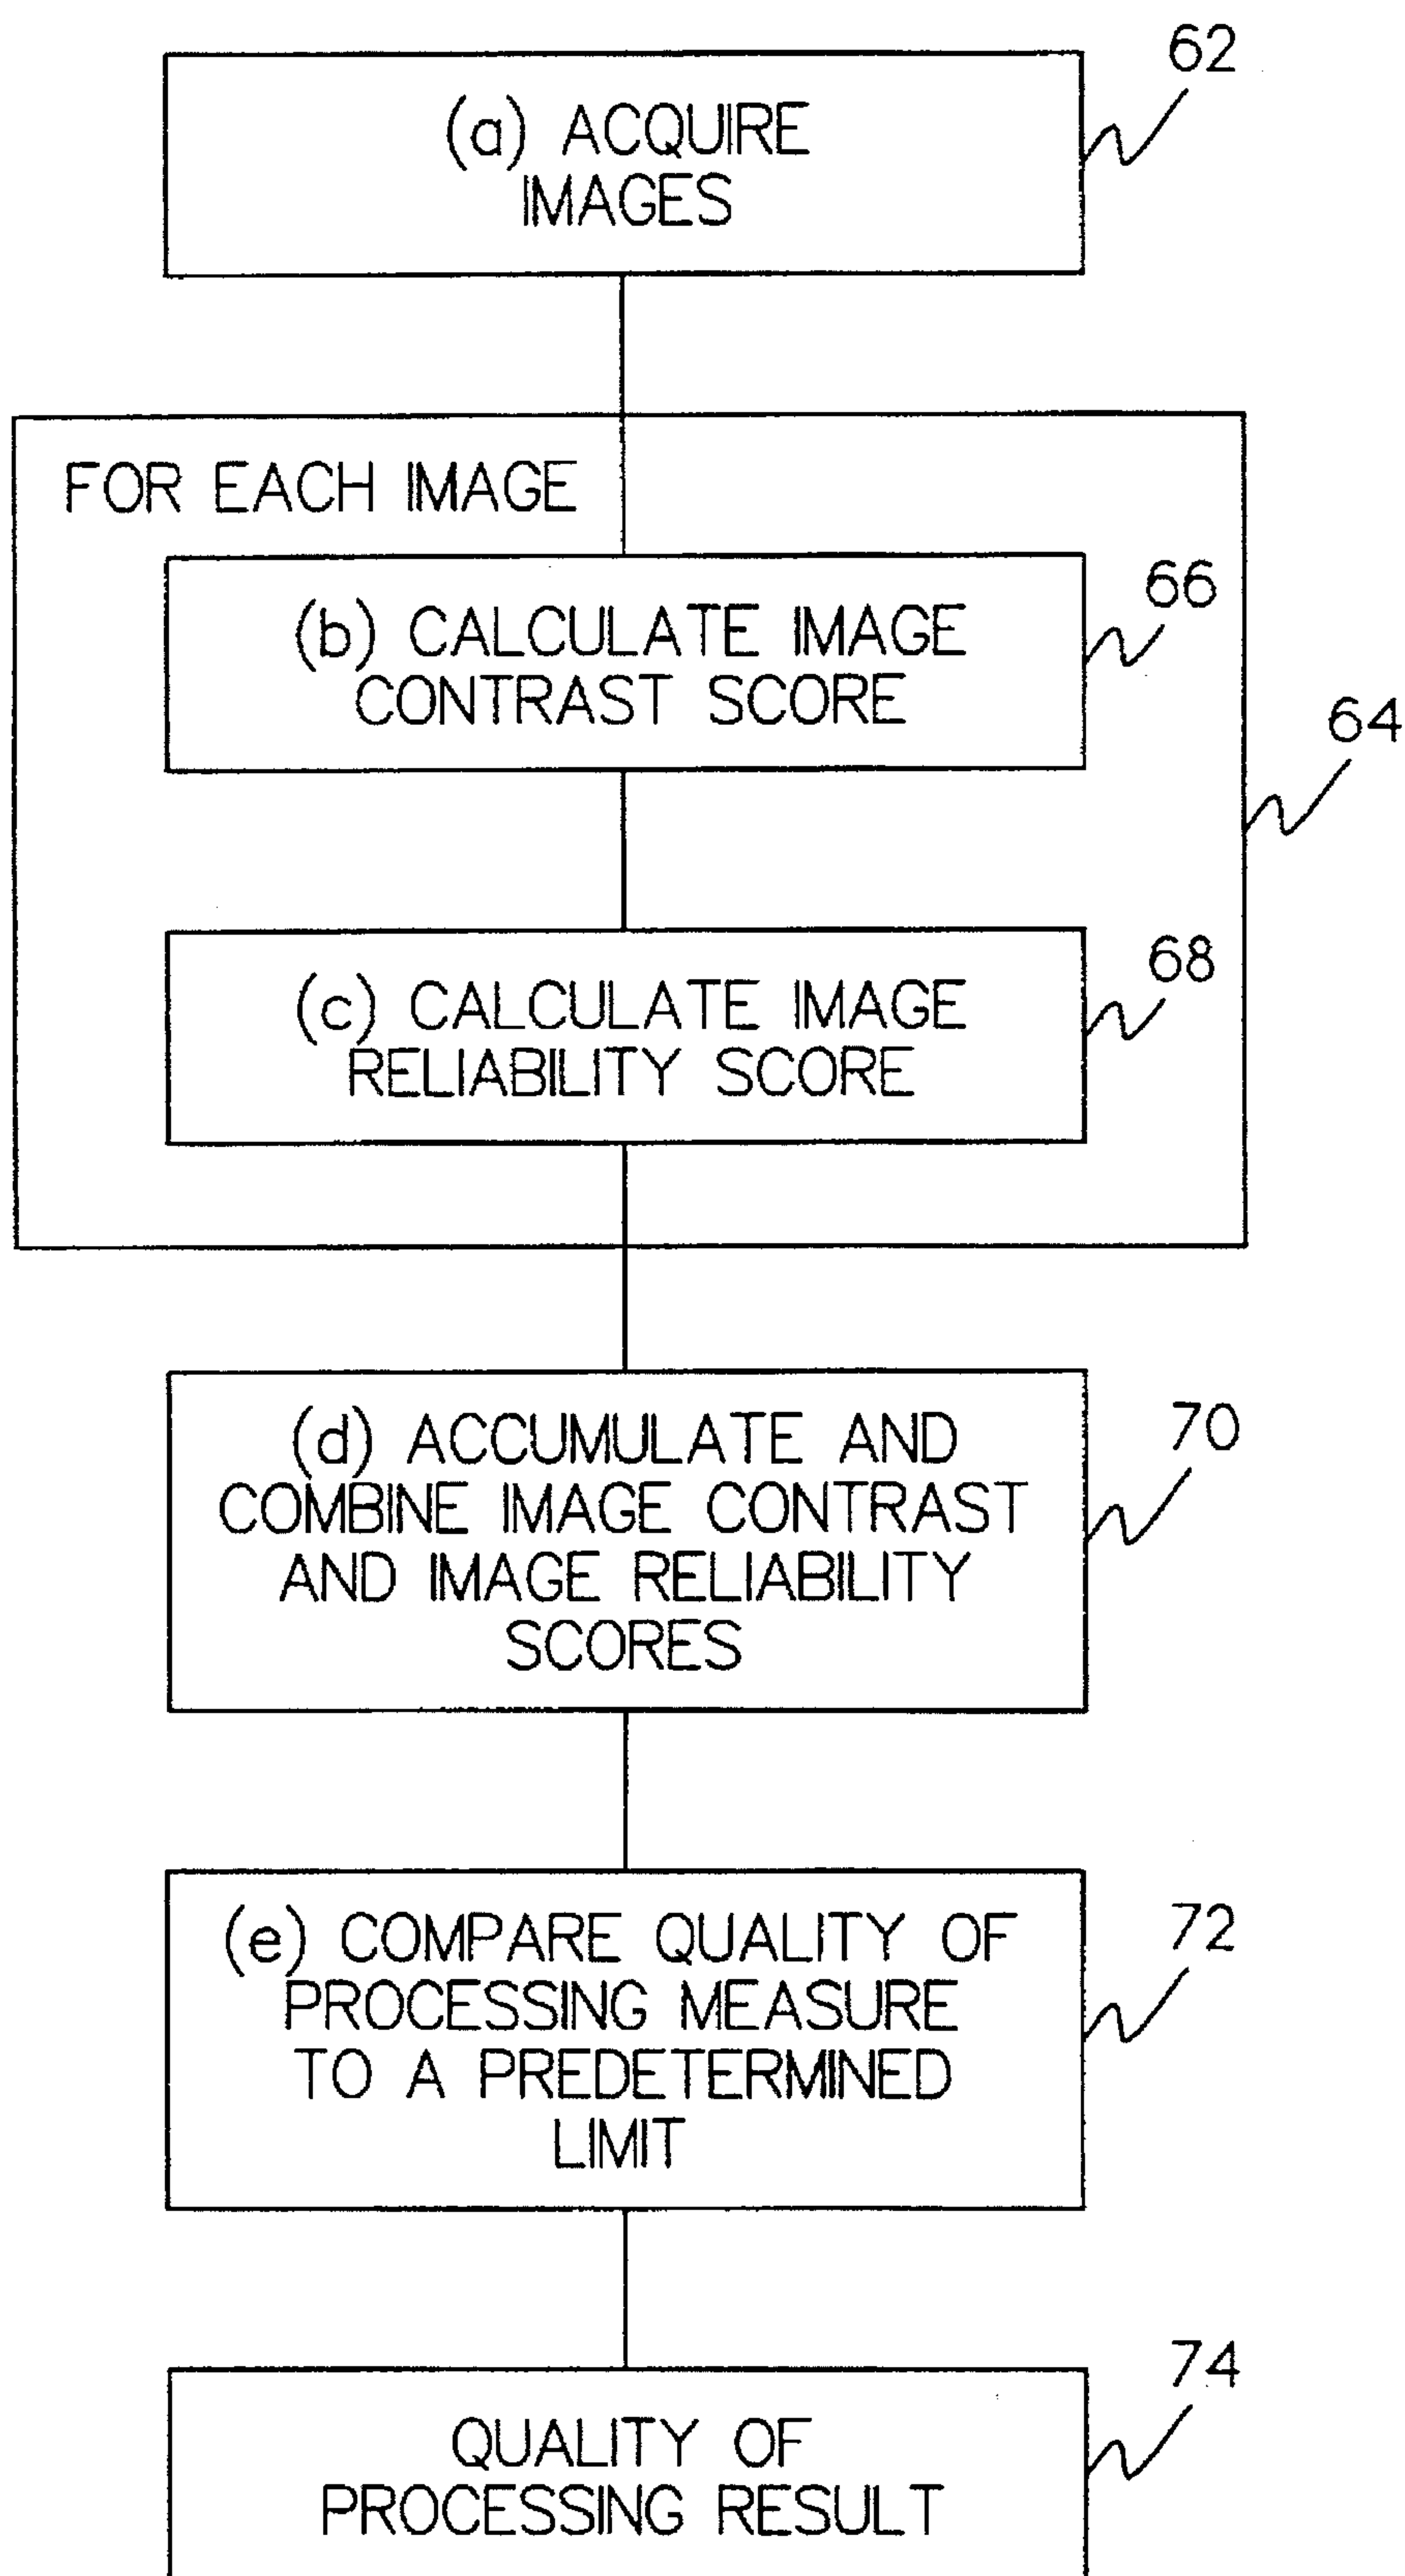 62
(a) ACQUIRE
IMAGES
FOR EACH IMAGE
66
(b) CALCULATE IMAGE
CONTRAST SCORE
64
68
(c) CALCULATE IMAGE
RELIABILITY SCORE
70
(d) ACCUMULATE AND
COMBINE IMAGE CONTRAST
AND IMAGE RELIABILITY
SCORES
72
(e) COMPARE QUALITY OF
PROCESSING MEASURE
TO A PREDETERMINED
LIMIT
74
QUALITY OF
PROCESSING RESULT